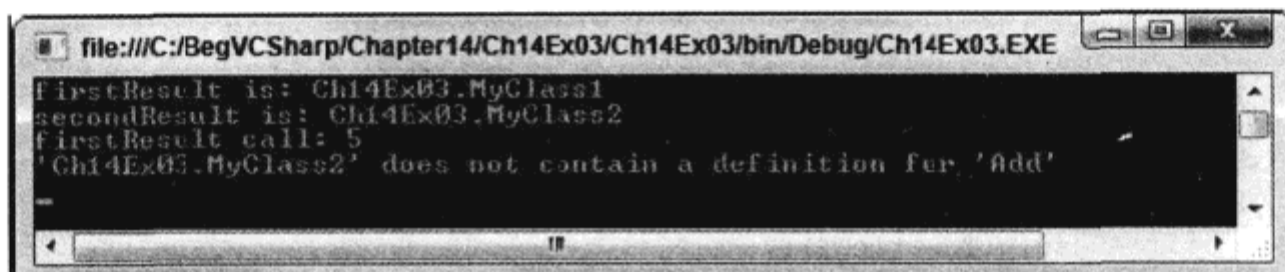 file:///C:/BegVCSharp/Chapter14/Ch14Ex03/Ch14Ex03/bin/Debug/Ch14Ex03.EXE
firstResult is: Ch14Ex03.MyClass1
secondResult is: Ch14Ex03.MyClass2
firstResult call: 5
'Ch14Ex03.MyClass2' does not contain a definition for 'Add'